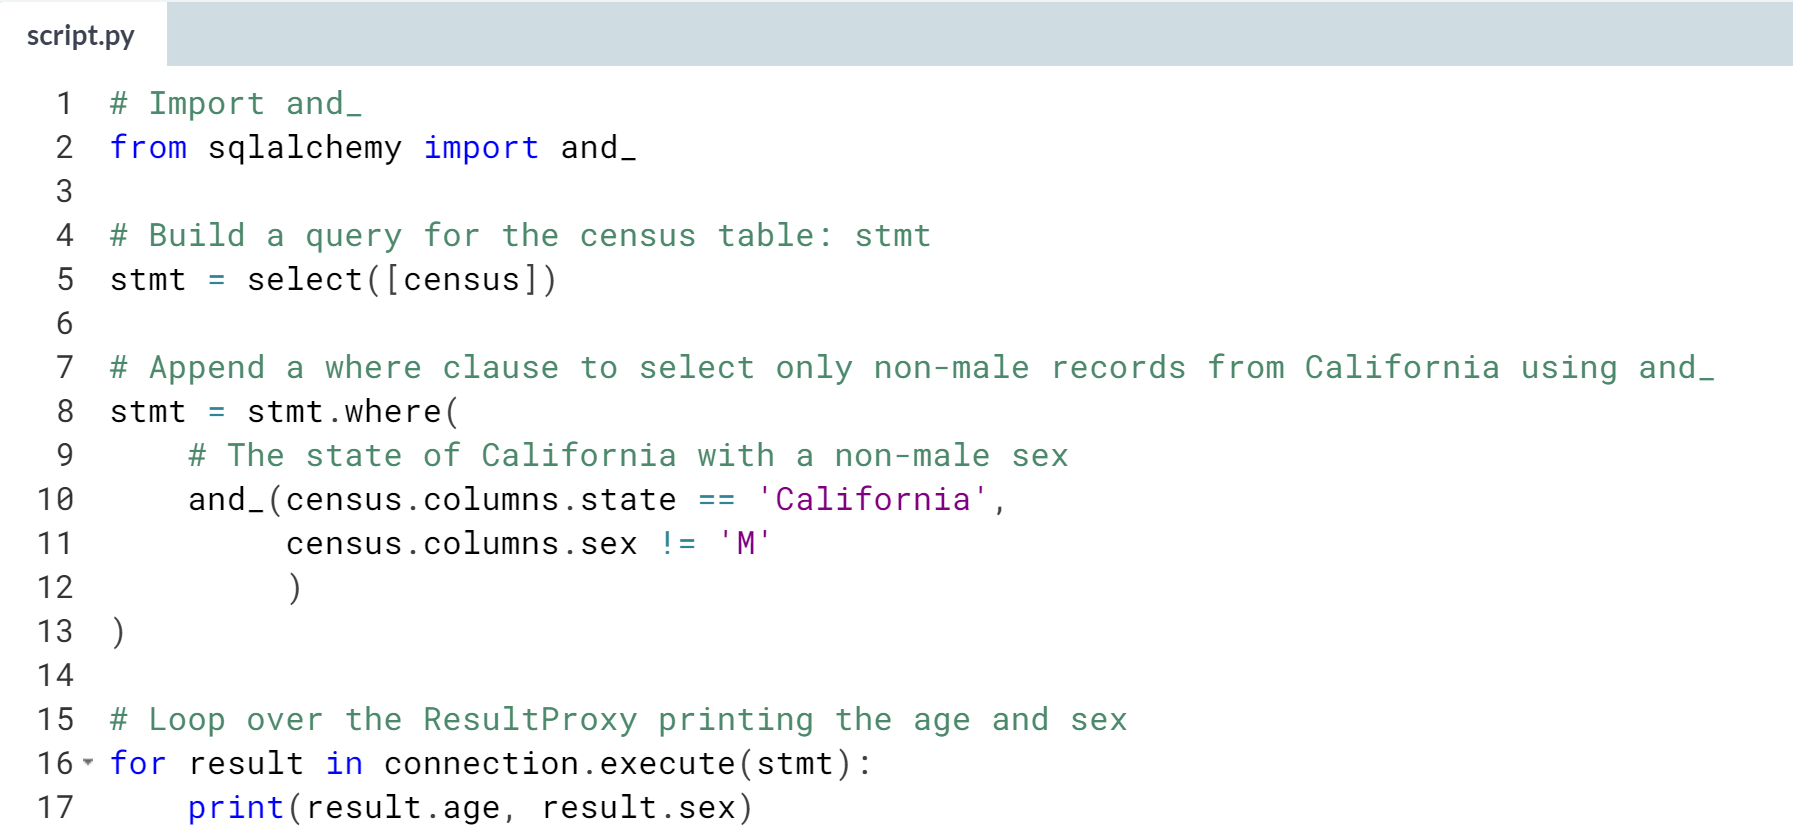 script.py
1 # Import and_
2 from sqlalchemy import and_
3
4 # Build a query for the census table: stmt
5 stmt = select([census])
6
7 # Append a where clause to select only non-male records from California using and_
8 stmt = stmt.where(
9     # The state of California with a non-male sex
10     and_(census.columns.state == 'California',
11          census.columns.sex != 'M'
12          )
13 )
14
15 # Loop over the ResultProxy printing the age and sex
16 for result in connection.execute(stmt):
17     print(result.age, result.sex)